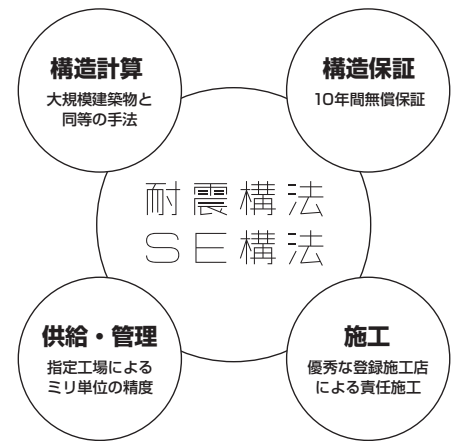 構造計算
大規模建築物と
同等の手法
構造保証
10年間無償保証
耐震構法
SE構法
供給・管理
指定工場による
ミリ単位の精度
施工
優秀な登録施工店
による責任施工